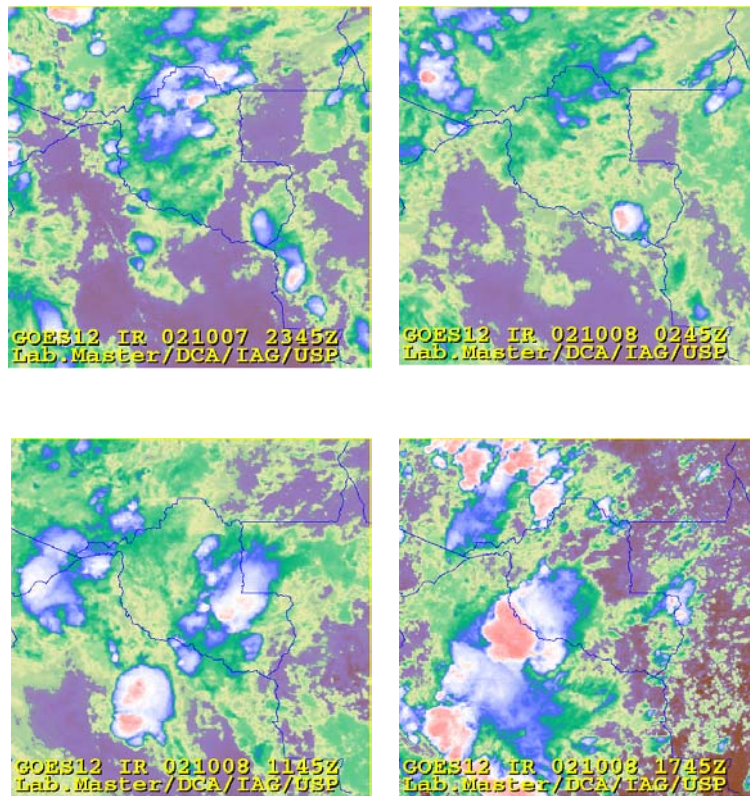 GOES12 IR 021007 2345Z
Lab.Master/DCA/IAG/USP
GOES12 IR 021008 0245Z
Lab.Master/DCA/IAG/USP
GOES12 IR 021008 1145Z
Lab.Master/DCA/IAG/USP
GOES12 IR 021008 1745Z
Lab.Master/DCA/IAG/USP